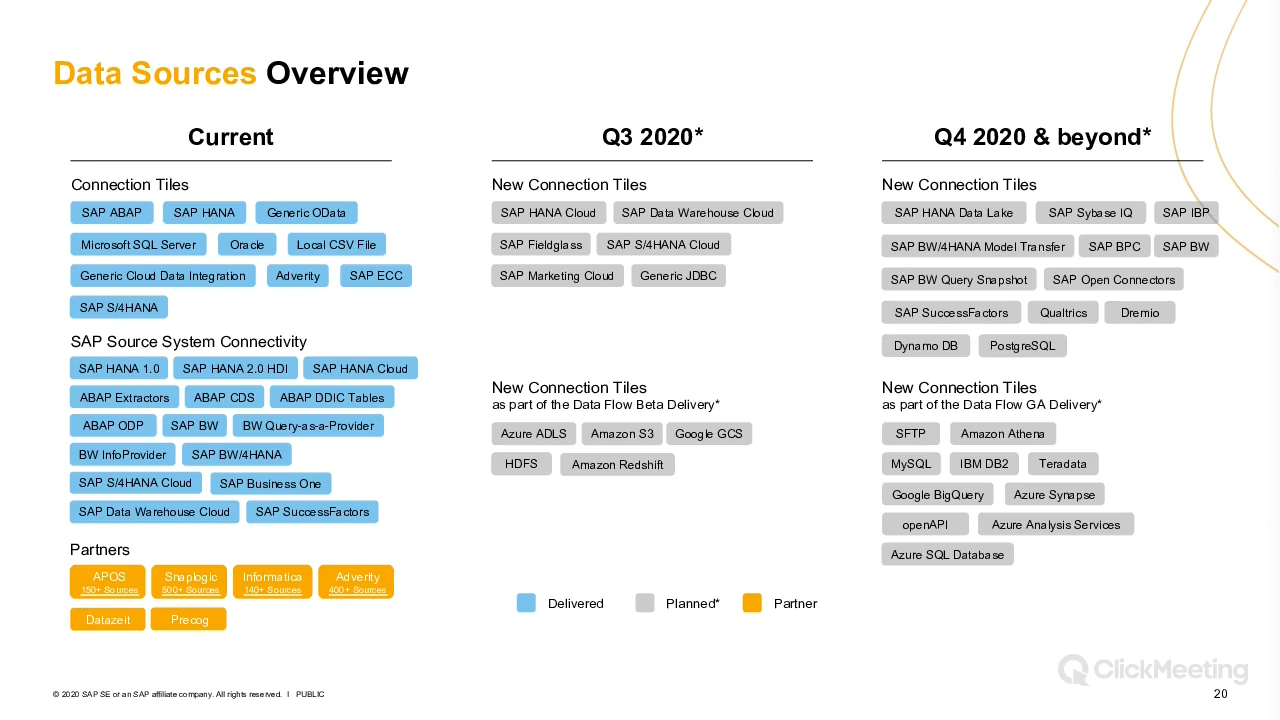 Data Sources Overview
Current
Connection Tiles
SAP ABAP SAP HANA Generic OData
Microsoft SQL Server Oracle Local CSV File
Generic Cloud Data Integration Adverity SAP ECC
SAP S/4HANA
SAP Source System Connectivity
SAP HANA 1.0 SAP HANA 2.0 HDI SAP HANA Cloud
ABAP Extractors ABAP CDS ABAP DDIC Tables
ABAP ODP SAP BW BW Query-as-a-Provider
BW InfoProvider SAP BW/4HANA
SAP S/4HANA Cloud SAP Business One
SAP Data Warehouse Cloud SAP SuccessFactors
Partners
APOS Snaplogic Informatica Adverity
150+ Sources 500+ Sources 140+ Sources 400+ Sources
Datazeit Precog
Q3 2020*
New Connection Tiles
SAP HANA Cloud SAP Data Warehouse Cloud
SAP Fieldglass SAP S/4HANA Cloud
SAP Marketing Cloud Generic JDBC
New Connection Tiles
as part of the Data Flow Beta Delivery*
Azure ADLS Amazon S3 Google GCS
HDFS Amazon Redshift
Q4 2020 & beyond*
New Connection Tiles
SAP HANA Data Lake SAP Sybase IQ SAP IBP
SAP BW/4HANA Model Transfer SAP BPC SAP BW
SAP BW Query Snapshot SAP Open Connectors
SAP SuccessFactors Qualtrics Dremio
Dynamo DB PostgreSQL
New Connection Tiles
as part of the Data Flow GA Delivery*
SFTP Amazon Athena
MySQL IBM DB2 Teradata
Google BigQuery Azure Synapse
openAPI Azure Analysis Services
Azure SQL Database
Delivered Planned* Partner
ClickMeeting
© 2020 SAP SE or an SAP affiliate company. All rights reserved. I PUBLIC
20